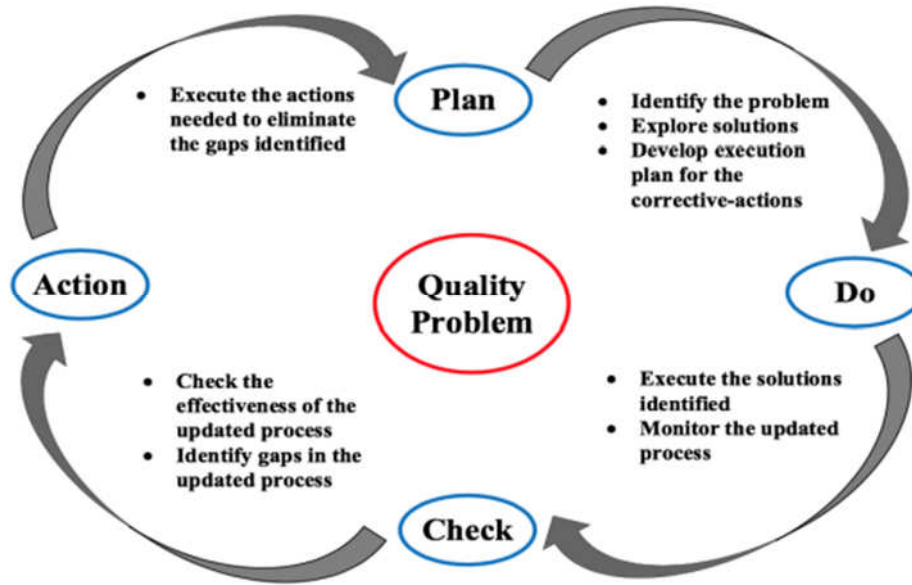 Plan
• Execute the actions
needed to eliminate
the gaps identified
• Identify the problem
• Explore solutions
• Develop execution
plan for the
corrective-actions
Action
Quality
Problem
Do
• Check the
effectiveness of the
updated process
• Identify gaps in the
updated process
• Execute the solutions
identified
• Monitor the updated
process
Check